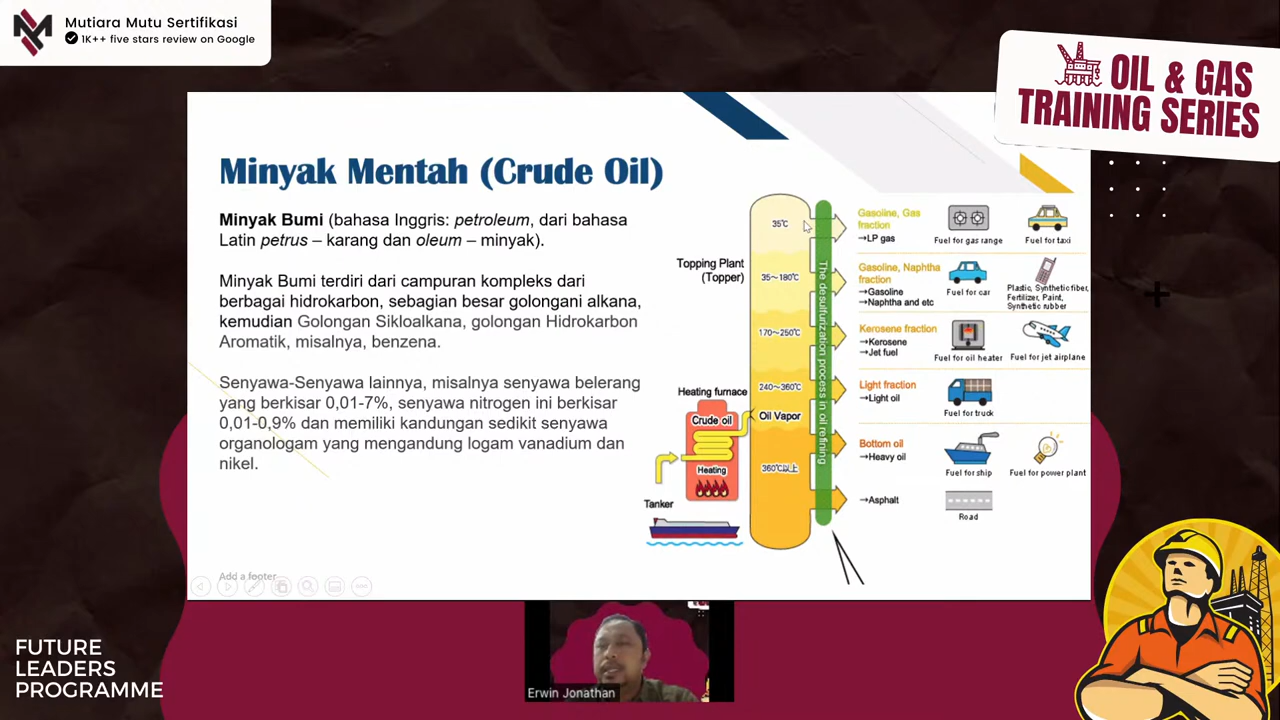 Mutiara Mutu Sertifikasi
1K++ five stars review on Google
OIL & GAS
TRAINING SERIES
Minyak Mentah (Crude Oil)
Minyak Bumi (bahasa Inggris: petroleum, dari bahasa
Latin petrus – karang dan oleum – minyak).
Minyak Bumi terdiri dari campuran kompleks dari
berbagai hidrokarbon, sebagian besar golongani alkana,
kemudian Golongan Sikloalkana, golongan Hidrokarbon
Aromatik, misalnya, benzena.
Senyawa-Senyawa lainnya, misalnya senyawa belerang
yang berkisar 0,01-7%, senyawa nitrogen ini berkisar
0,01-0,9% dan memiliki kandungan sedikit senyawa
organologam yang mengandung logam vanadium dan
nikel.
Add a footer
Topping Plant
(Topper)
Heating furnace
Crude oil
Heating
Tanker
35℃
35~180℃
170~250℃
240~360℃
Oil Vapor
360℃以上
The desulfurization process in oil refining
Gasoline, Gas
fraction
→LP gas
Fuel for gas range
Fuel for taxi
Gasoline, Naphtha
fraction
→Gasoline
→Naphtha and etc
Fuel for car
Plastic, Synthetic fiber,
Fertilizer, Paint,
Synthetic rubber
Kerosene fraction
→Kerosene
→Jet fuel
Fuel for oil heater
Fuel for jet airplane
Light fraction
→Light oil
Fuel for truck
Bottom oil
→Heavy oil
Fuel for ship
Fuel for power plant
→Asphalt
Road
FUTURE
LEADERS
PROGRAMME
Erwin Jonathan